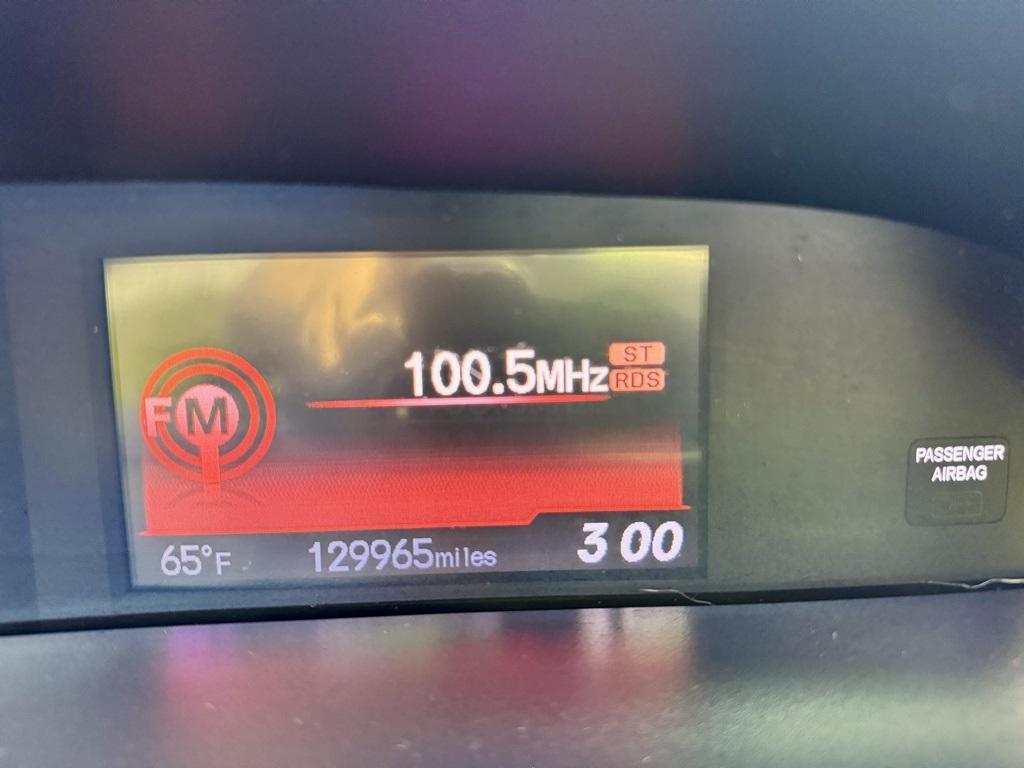 100.5MHz
ST
RDS
FM
PASSENGER
AIRBAG
65°F 129965miles 3 00